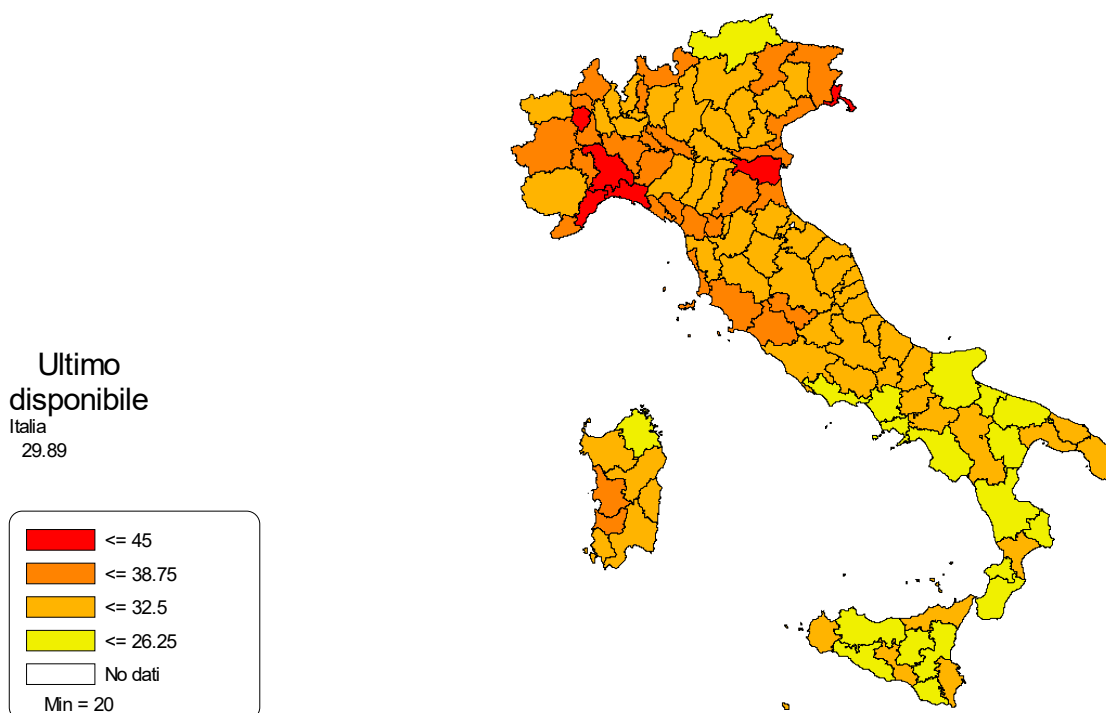 Ultimo
disponibile
Italia
29.89
<= 45
<= 38.75
<= 32.5
<= 26.25
No dati
Min = 20